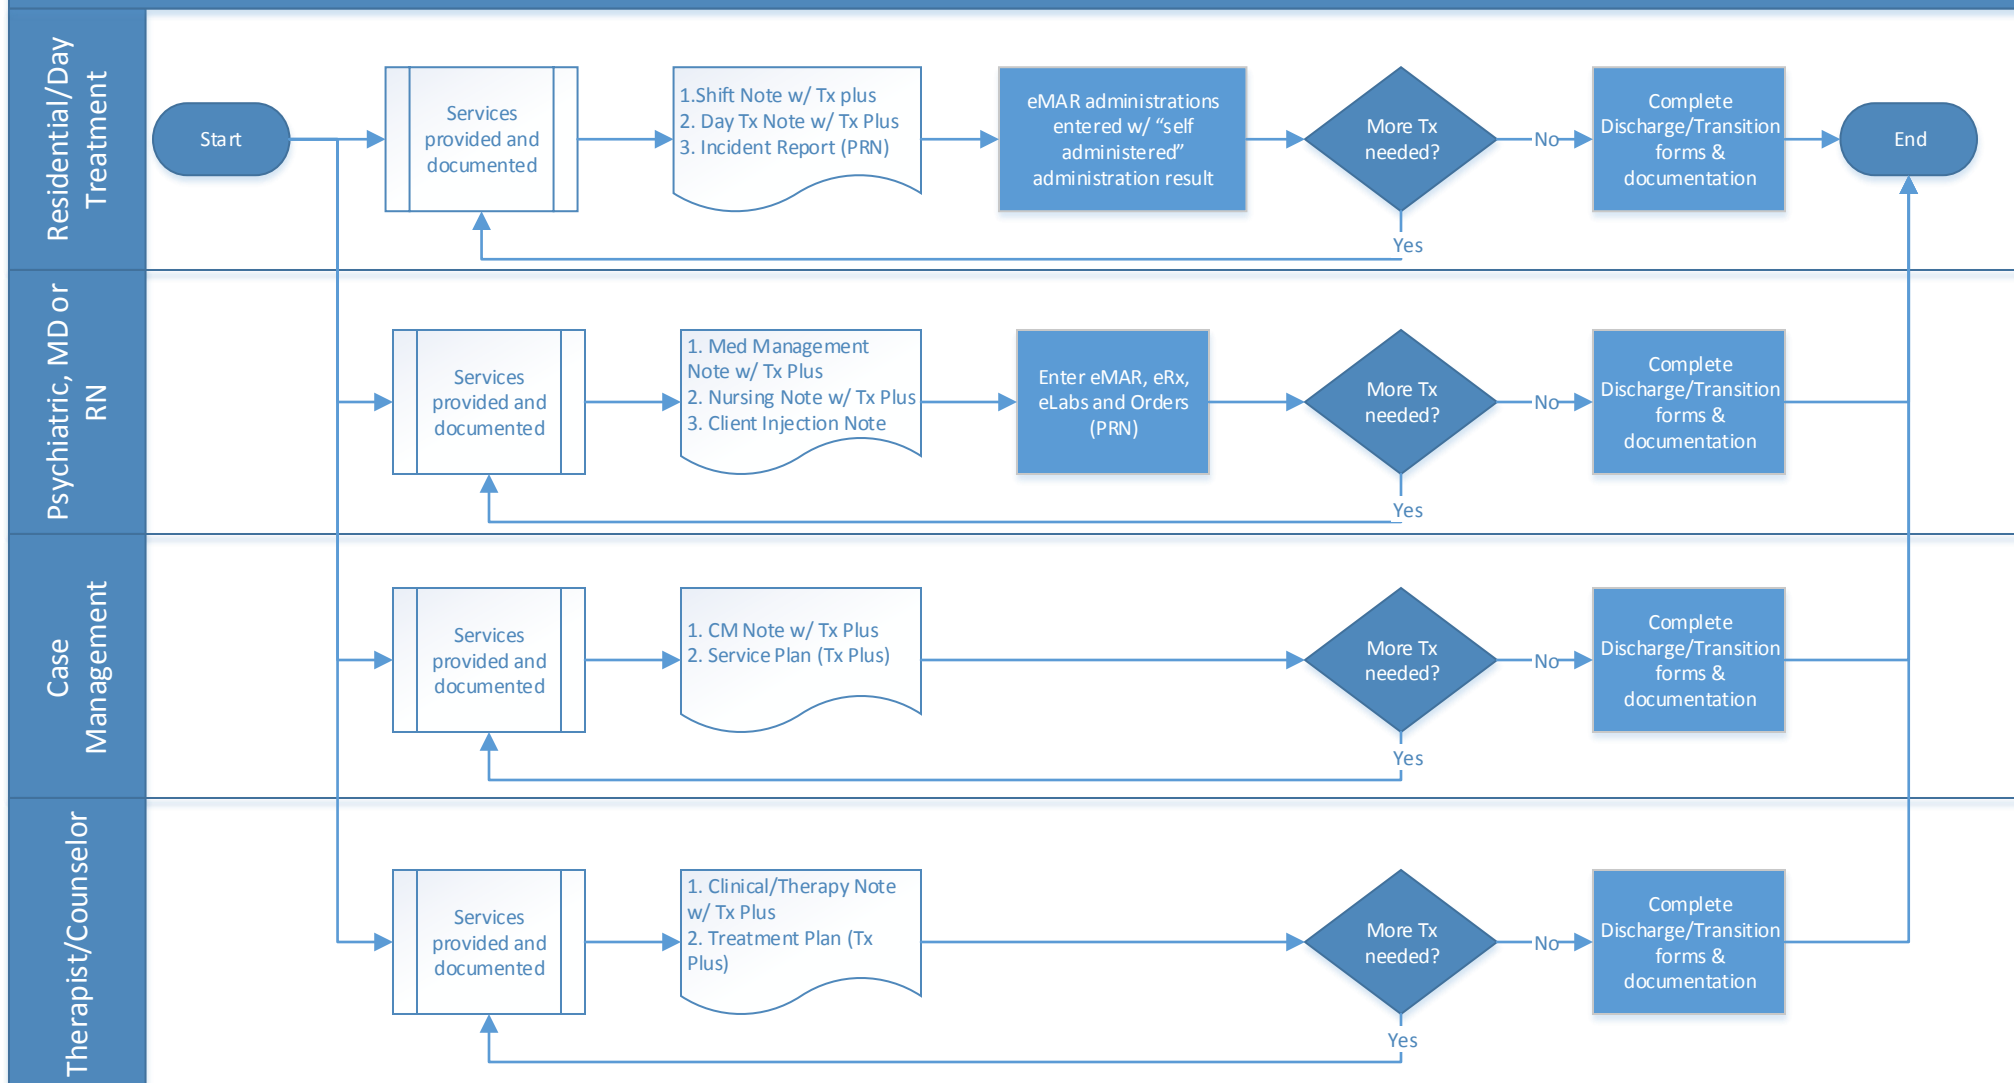 Residential/Day
Treatment
Start
Services
provided and
documented
1.Shift Note w/ Tx plus
2. Day Tx Note w/ Tx Plus
3. Incident Report (PRN)
eMAR administrations
entered w/ “self
administered”
administration result
More Tx
needed?
No
Yes
Complete
Discharge/Transition
forms &
documentation
End
Psychiatric, MD or
RN
Services
provided and
documented
1. Med Management
Note w/ Tx Plus
2. Nursing Note w/ Tx Plus
3. Client Injection Note
Enter eMAR, eRx,
eLabs and Orders
(PRN)
More Tx
needed?
No
Yes
Complete
Discharge/Transition
forms &
documentation
Case
Management
Services
provided and
documented
1. CM Note w/ Tx Plus
2. Service Plan (Tx Plus)
More Tx
needed?
No
Yes
Complete
Discharge/Transition
forms &
documentation
Therapist/Counselor
Services
provided and
documented
1. Clinical/Therapy Note
w/ Tx Plus
2. Treatment Plan (Tx
Plus)
More Tx
needed?
No
Yes
Complete
Discharge/Transition
forms &
documentation